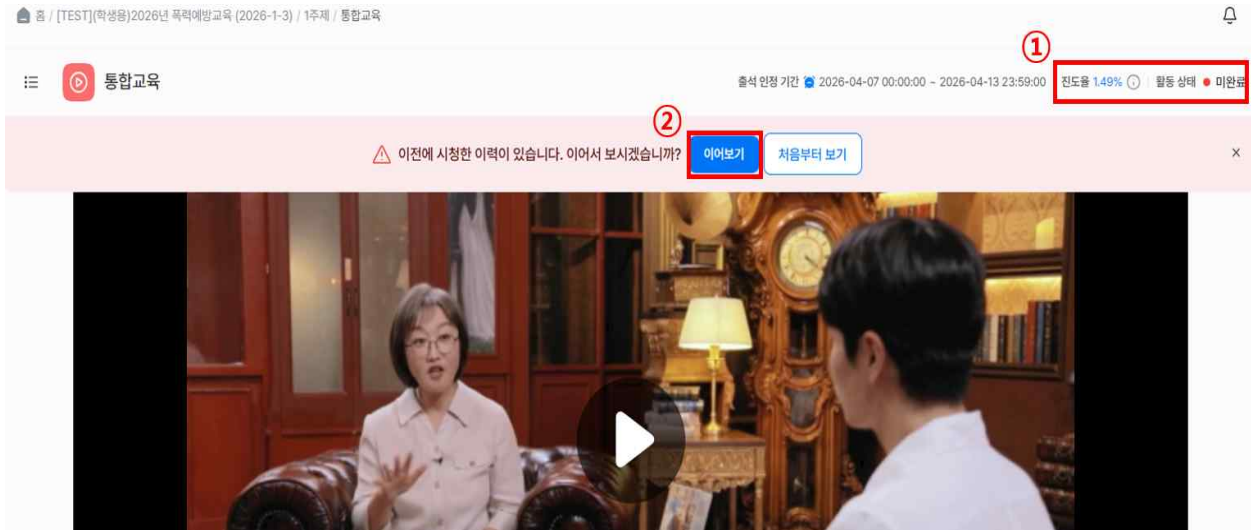 홈 / [TEST](학생용)2026년 폭력예방교육 (2026-1-3) / 1주제 / 통합교육
①
통합교육
출석 인정 기간 2026-04-07 00:00:00 ~ 2026-04-13 23:59:00 진도율 1.49% 활동 상태 미완료
②
이전에 시청한 이력이 있습니다. 이어서 보시겠습니까? 이어보기 처음부터 보기